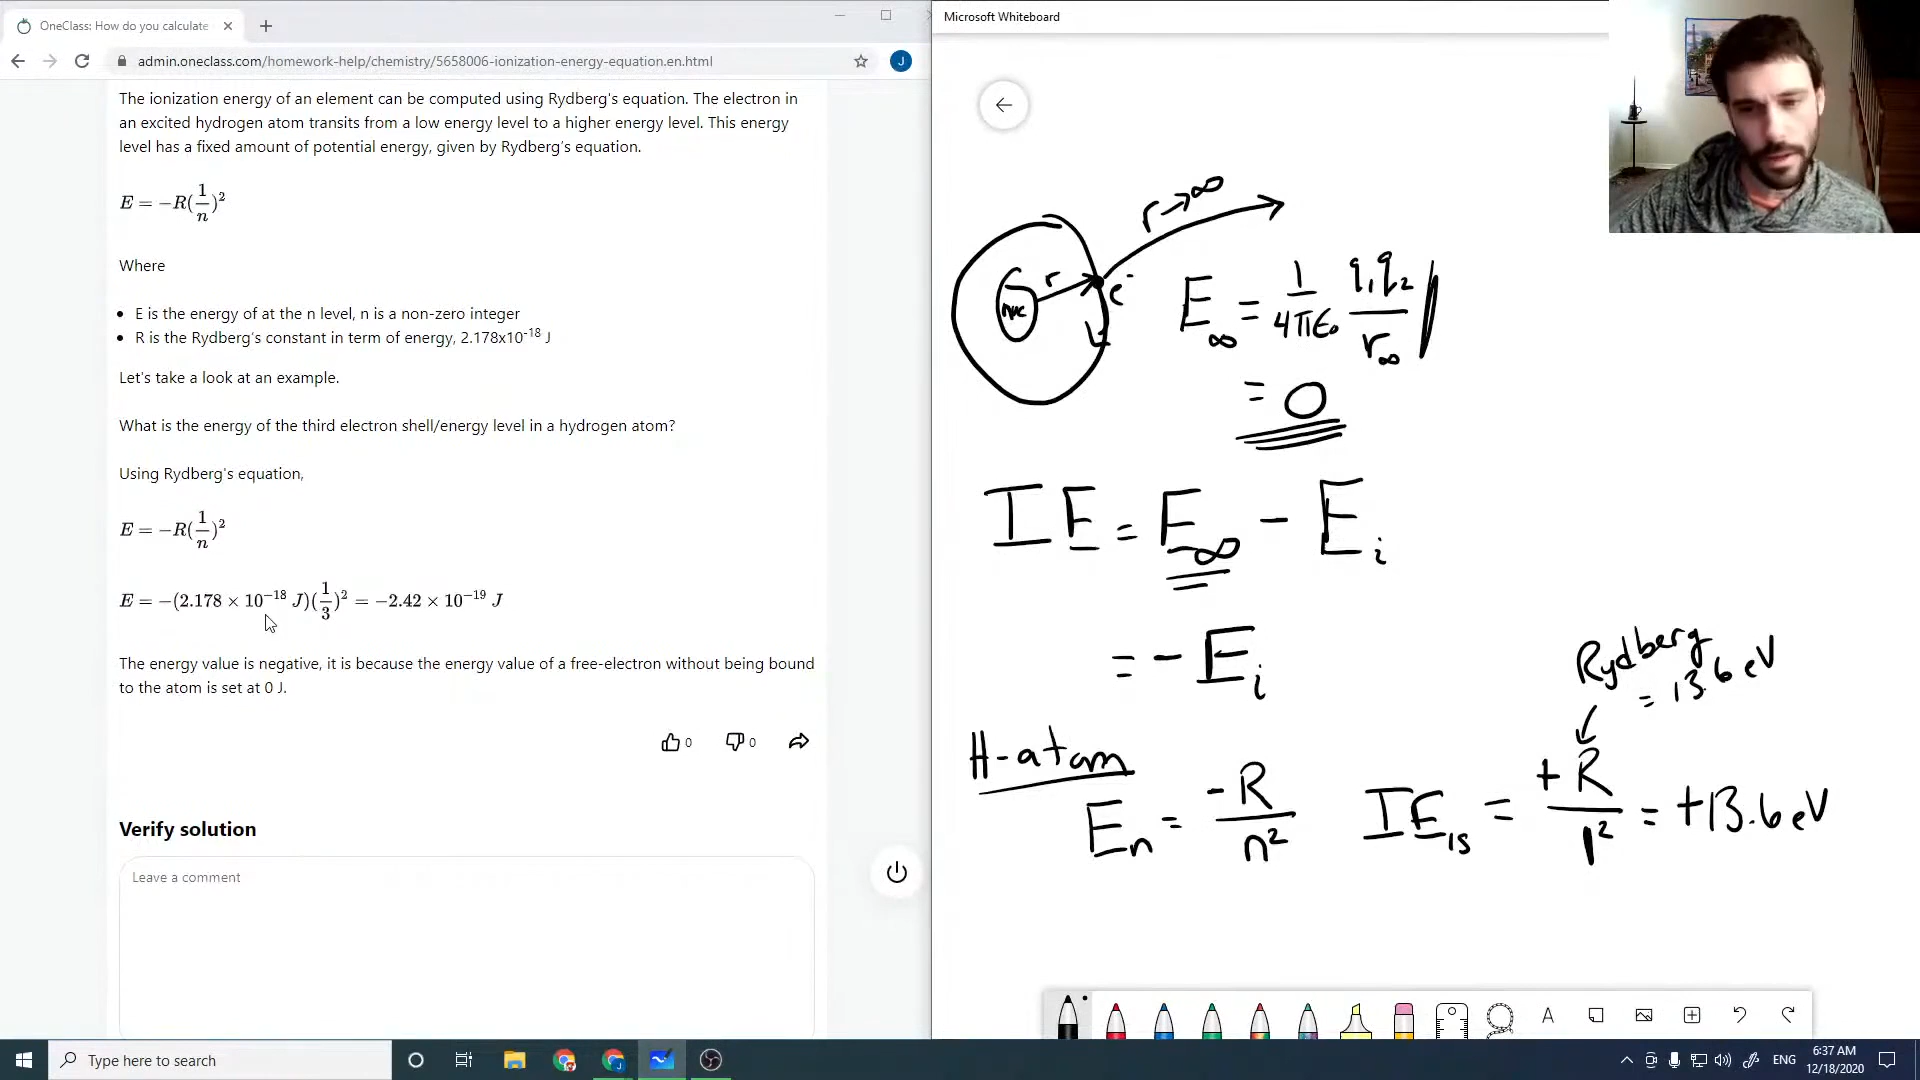 OneClass: How do you calculate
admin.oneclass.com/homework-help/chemistry/5658006-ionization-energy-equation.en.html
J
The ionization energy of an element can be computed using Rydberg's equation. The electron in
an excited hydrogen atom transits from a low energy level to a higher energy level. This energy
level has a fixed amount of potential energy, given by Rydberg's equation.
E = −R(1/n)²
Where
• E is the energy of at the n level, n is a non-zero integer
• R is the Rydberg's constant in term of energy, 2.178x10⁻¹⁸ J
Let's take a look at an example.
What is the energy of the third electron shell/energy level in a hydrogen atom?
Using Rydberg's equation,
E = −R(1/n)²
E = −(2.178 × 10⁻¹⁸ J)(1/3)² = −2.42 × 10⁻¹⁹ J
The energy value is negative, it is because the energy value of a free-electron without being bound
to the atom is set at 0 J.
0 0
Verify solution
Leave a comment
Microsoft Whiteboard
r→∞
nuc r e⁻
E∞ = 1/4πε₀ q₁q₂/r∞
= 0
IE = E∞ − Eᵢ
= −Eᵢ
Rydberg
= 13.6 eV
H-atom
Eₙ = −R/n² IE₁ₛ = +R/1² = +13.6 eV
A
Type here to search
J
ENG
6:37 AM
12/18/2020